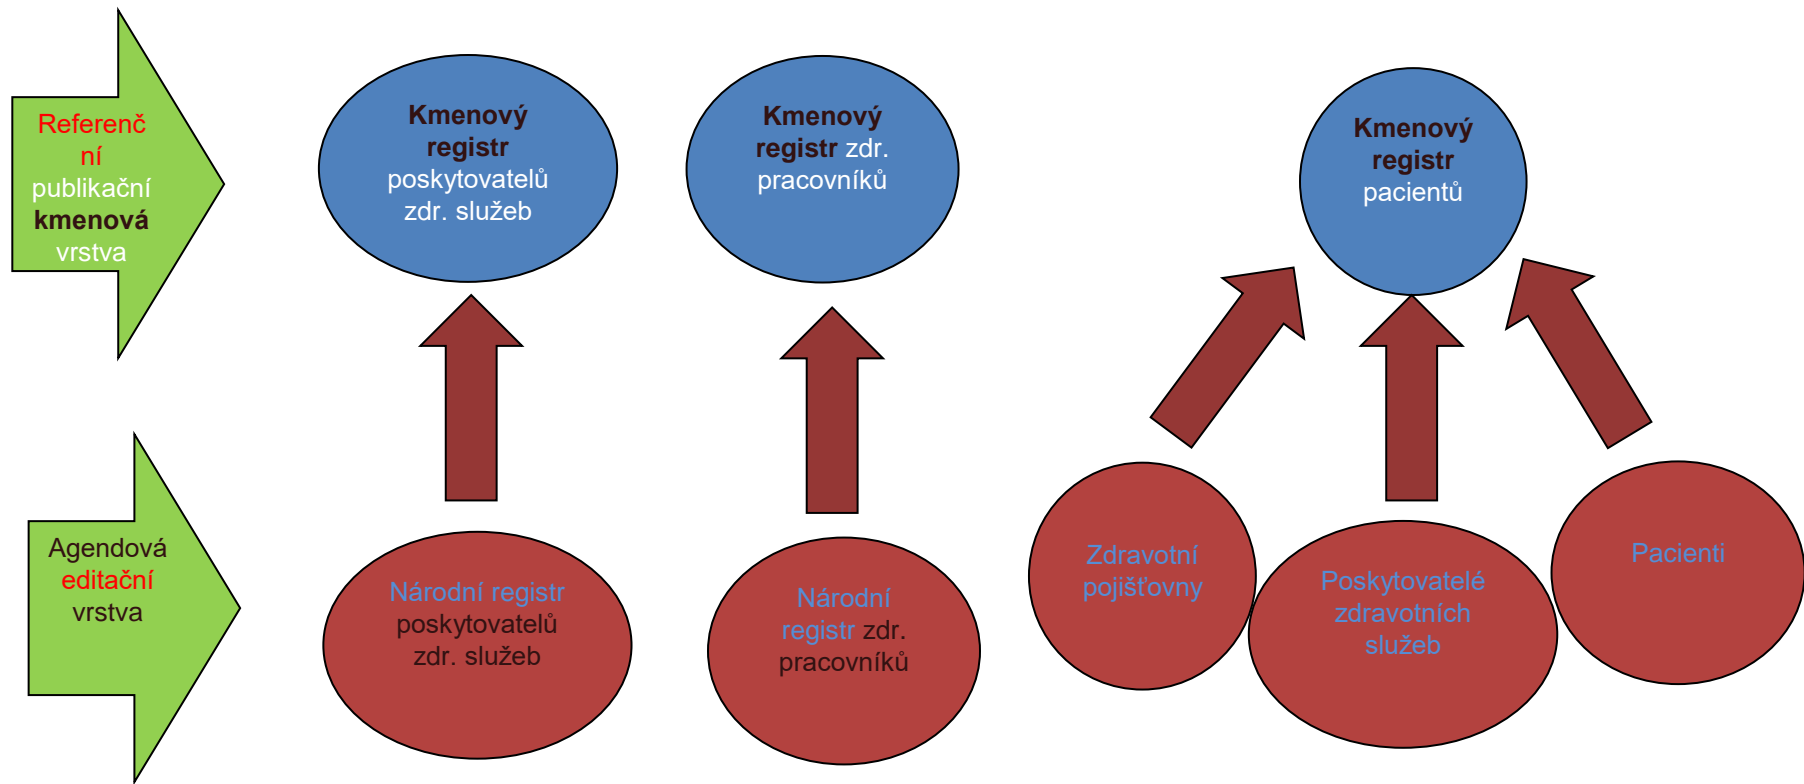 Referenč
ní
publikační
kmenová
vrstva
Kmenový
registr
poskytovatelů
zdr. služeb
Kmenový
registr zdr.
pracovníků
Kmenový
registr
pacientů
Agendová
editační
vrstva
Národní registr
poskytovatelů
zdr. služeb
Národní
registr zdr.
pracovníků
Zdravotní
pojišťovny
Poskytovatelé
zdravotních
služeb
Pacienti